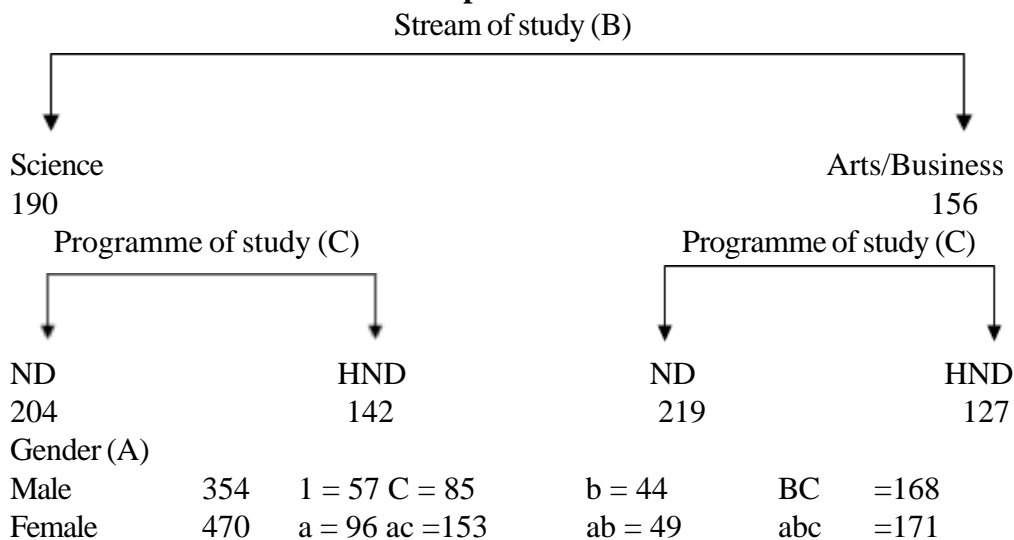 Stream of study (B)
Science Arts/Business
190 156
Programme of study (C) Programme of study (C)
ND HND ND HND
204 142 219 127
Gender (A)
Male 354 1 = 57 C = 85 b = 44 BC =168
Female 470 a = 96 ac =153 ab = 49 abc =171